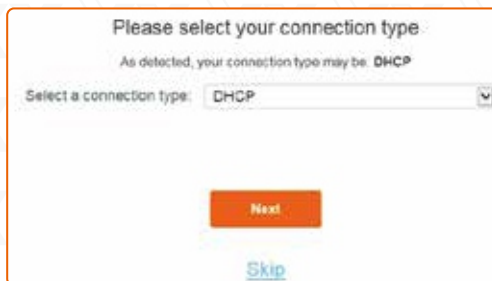 Please select your connection type
As detected, your connection type may be: DHCP
Select a connection type: DHCP
Next
Skip